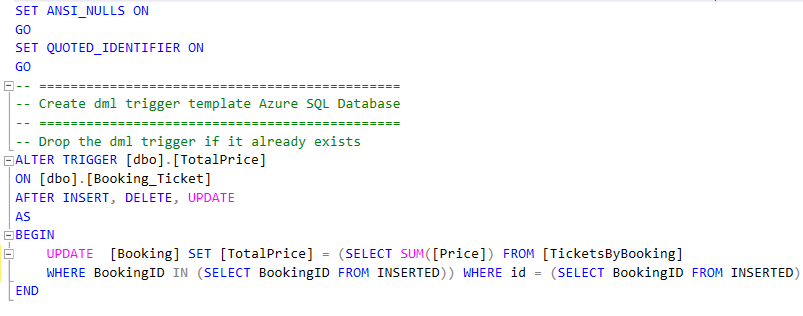 SET ANSI_NULLS ON
GO
SET QUOTED_IDENTIFIER ON
GO
-- ==============================================
-- Create dml trigger template Azure SQL Database
-- ==============================================
-- Drop the dml trigger if it already exists
ALTER TRIGGER [dbo].[TotalPrice]
ON [dbo].[Booking_Ticket]
AFTER INSERT, DELETE, UPDATE
AS
BEGIN
    UPDATE  [Booking] SET [TotalPrice] = (SELECT SUM([Price]) FROM [TicketsByBooking]
    WHERE BookingID IN (SELECT BookingID FROM INSERTED)) WHERE id = (SELECT BookingID FROM INSERTED)
END